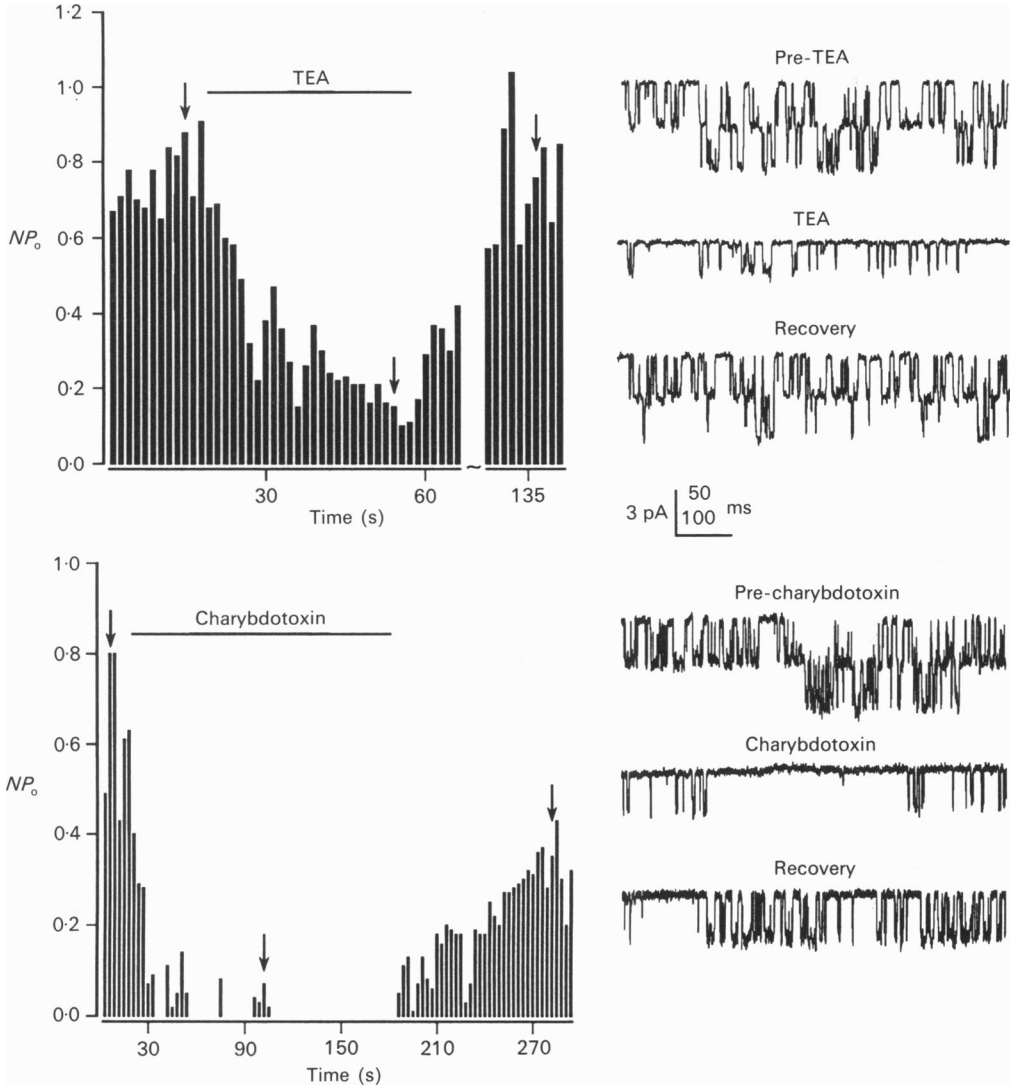 1·2
1·0
0·8
0·6
0·4
0·2
0·0
NPo
TEA
30
~
60
135
Time (s)
Pre-TEA
TEA
Recovery
3 pA
50
100
ms
1·0
0·8
0·6
0·4
0·2
0·0
NPo
Charybdotoxin
30
90
150
210
270
Time (s)
Pre-charybdotoxin
Charybdotoxin
Recovery